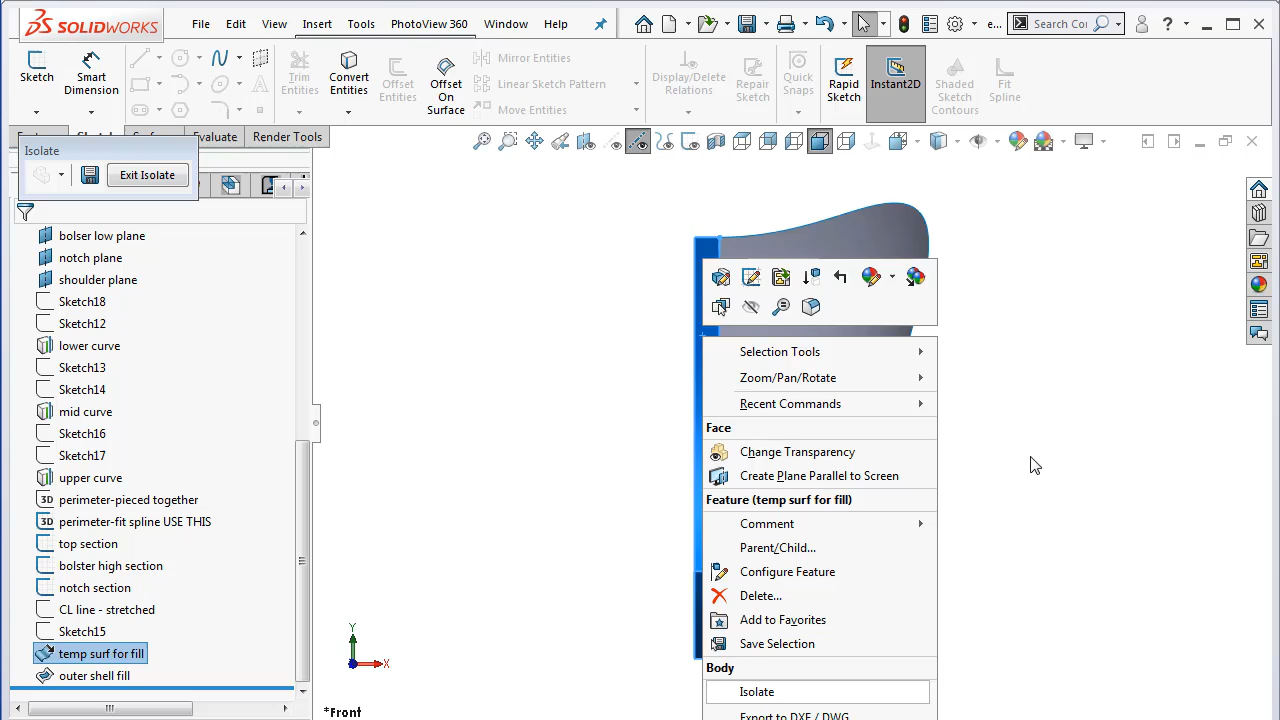 SOLIDWORKS
File Edit View Insert Tools PhotoView 360 Window Help
e...
Search Cor
Sketch
Smart Dimension
Trim Entities
Convert Entities
Offset Entities
Offset On Surface
Mirror Entities
Linear Sketch Pattern
Move Entities
Display/Delete Relations
Repair Sketch
Quick Snaps
Rapid Sketch
Instant2D
Shaded Sketch Contours
Fit Spline
Evaluate
Render Tools
Isolate
Exit Isolate
bolser low plane
notch plane
shoulder plane
Sketch18
Sketch12
lower curve
Sketch13
Sketch14
mid curve
Sketch16
Sketch17
upper curve
3D perimeter-pieced together
3D perimeter-fit spline USE THIS
top section
bolster high section
notch section
CL line - stretched
Sketch15
temp surf for fill
outer shell fill
Selection Tools
Zoom/Pan/Rotate
Recent Commands
Face
Change Transparency
Create Plane Parallel to Screen
Feature (temp surf for fill)
Comment
Parent/Child...
Configure Feature
Delete...
Add to Favorites
Save Selection
Body
Isolate
Export to DXF / DWG
Y
X
*Front